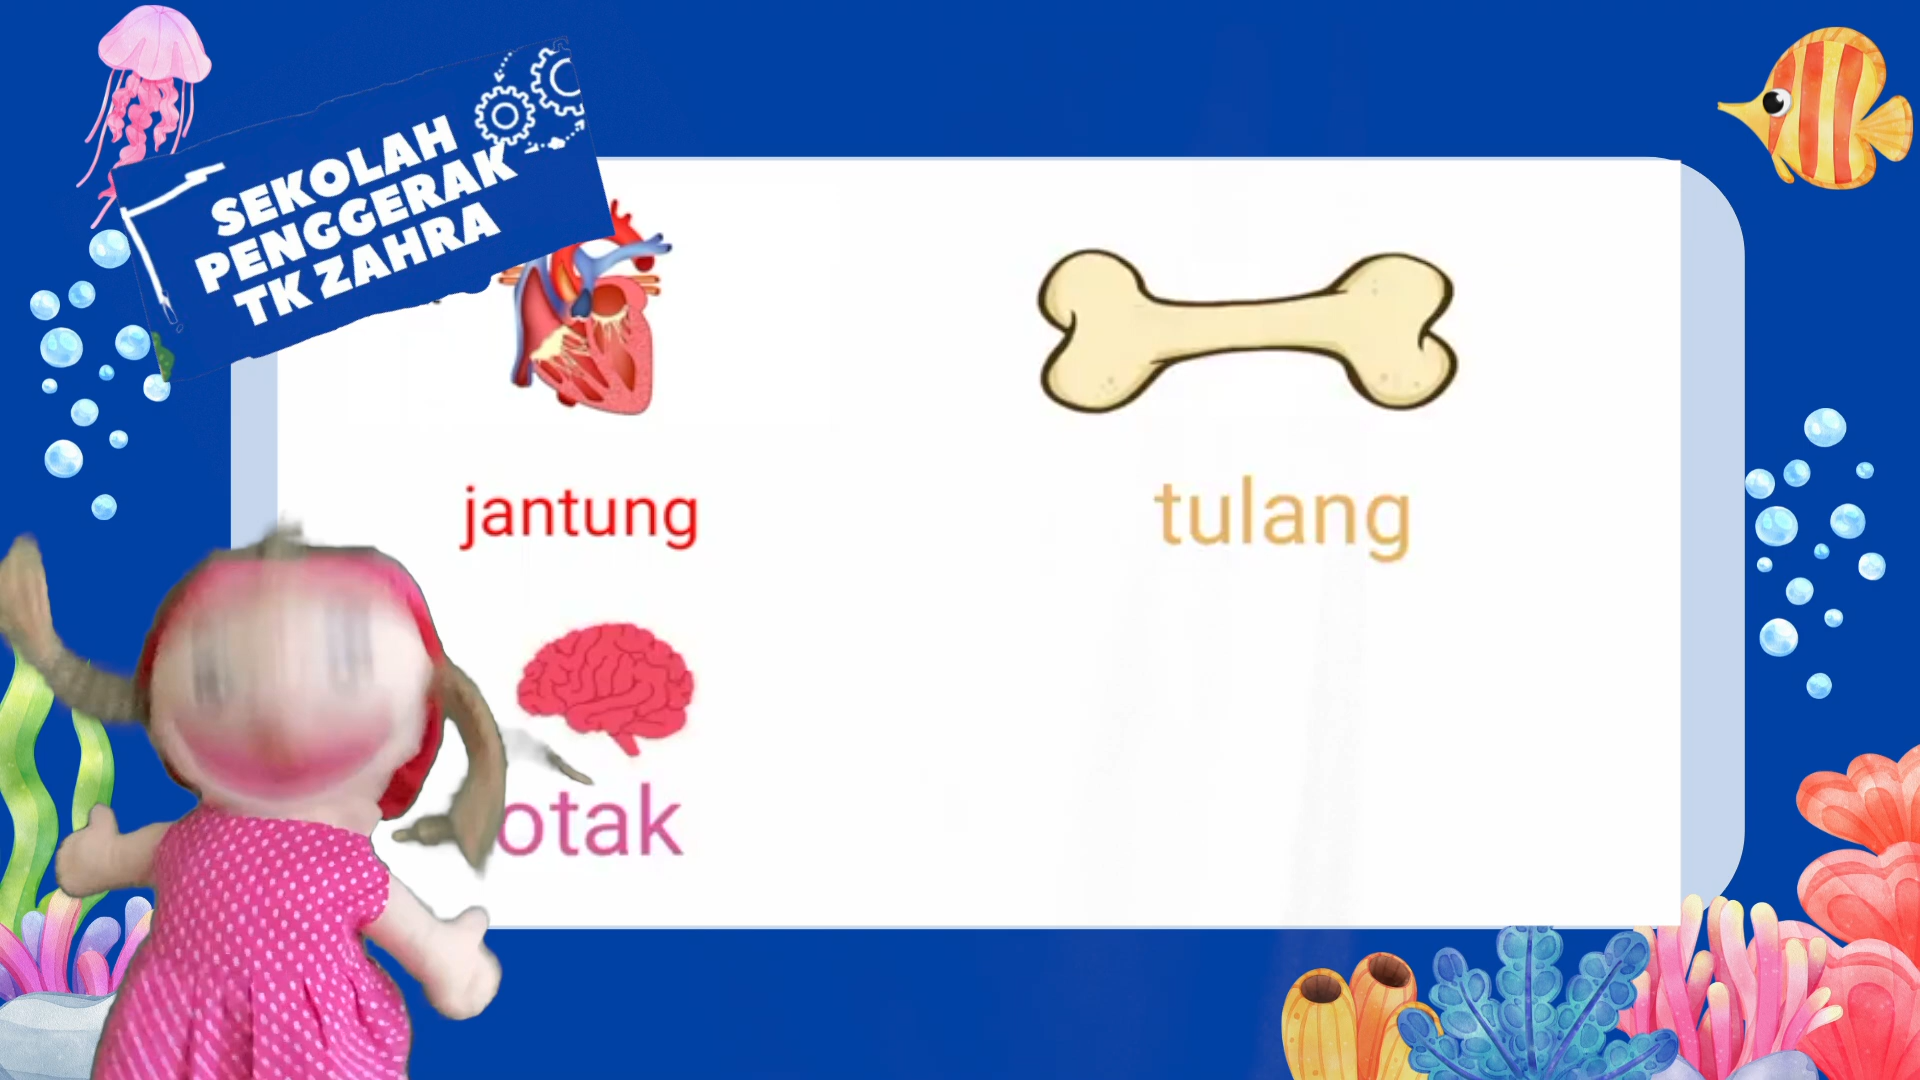 SEKOLAH
PENGGERAK
TK ZAHRA
jantung
tulang
otak